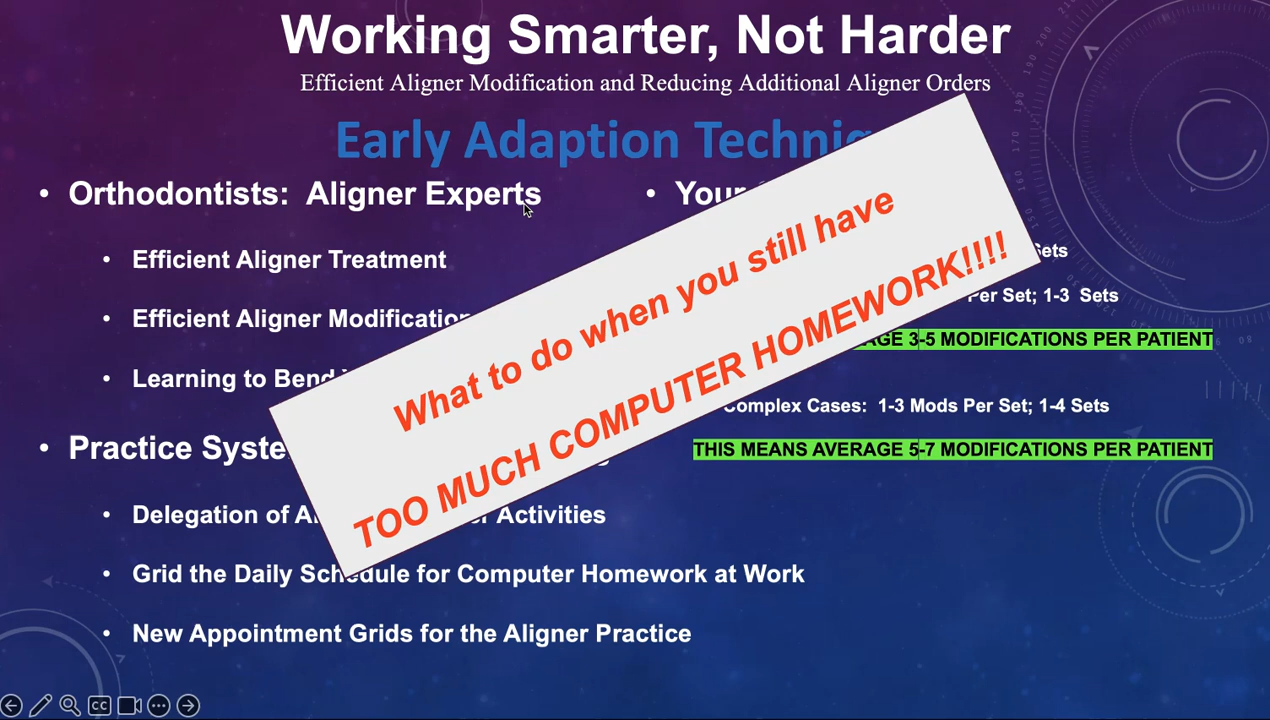 Working Smarter, Not Harder
Efficient Aligner Modification and Reducing Additional Aligner Orders
Early Adaption
• Orthodontists: Aligner Experts
• Efficient Aligner Treatment
• Efficient Aligner
• Learning to Bend
• Practice
• Delegation of Activities
• Grid the Daily Schedule for Computer Homework at Work
• New Appointment Grids for the Aligner Practice
What to do when you still have
TOO MUCH COMPUTER HOMEWORK!!!!
• Your
Sets
Per Set; 1-3 Sets
3-5 MODIFICATIONS PER PATIENT
Complex Cases: 1-3 Mods Per Set; 1-4 Sets
THIS MEANS AVERAGE 5-7 MODIFICATIONS PER PATIENT
CC